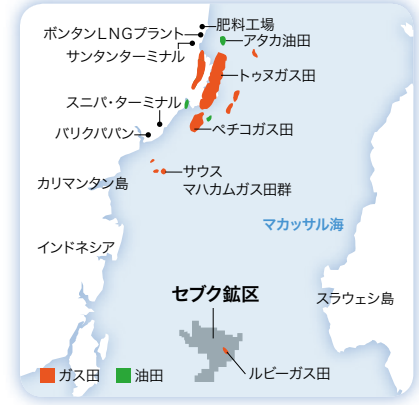 肥料工場
ボンタンLNGプラント
アタカ油田
サンタンターミナル
トゥヌガス田
スニパ・ターミナル
ペチコガス田
バリクパパン
サウス
マハカムガス田群
カリマンタン島
マカッサル海
インドネシア
セブク鉱区
スラウェシ島
ガス田
油田
ルビーガス田